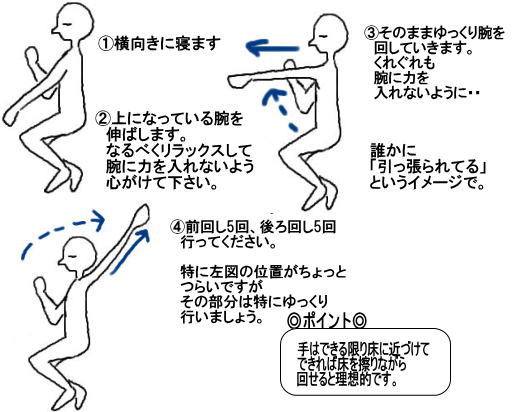 ①横向きに寝ます
②上になっている腕を
伸ばします。
なるべくリラックスして
腕に力を入れないよう
心がけて下さい。
③そのままゆっくり腕を
回していきます。
くれぐれも
腕に力を
入れないように・・
誰かに
「引っ張られてる」
というイメージで。
④前回し5回、後ろ回し5回
行ってください。
特に左図の位置がちょっと
つらいですが
その部分は特にゆっくり
行いましょう。
◎ポイント◎
手はできる限り床に近づけて
できれば床を擦りながら
回せると理想的です。